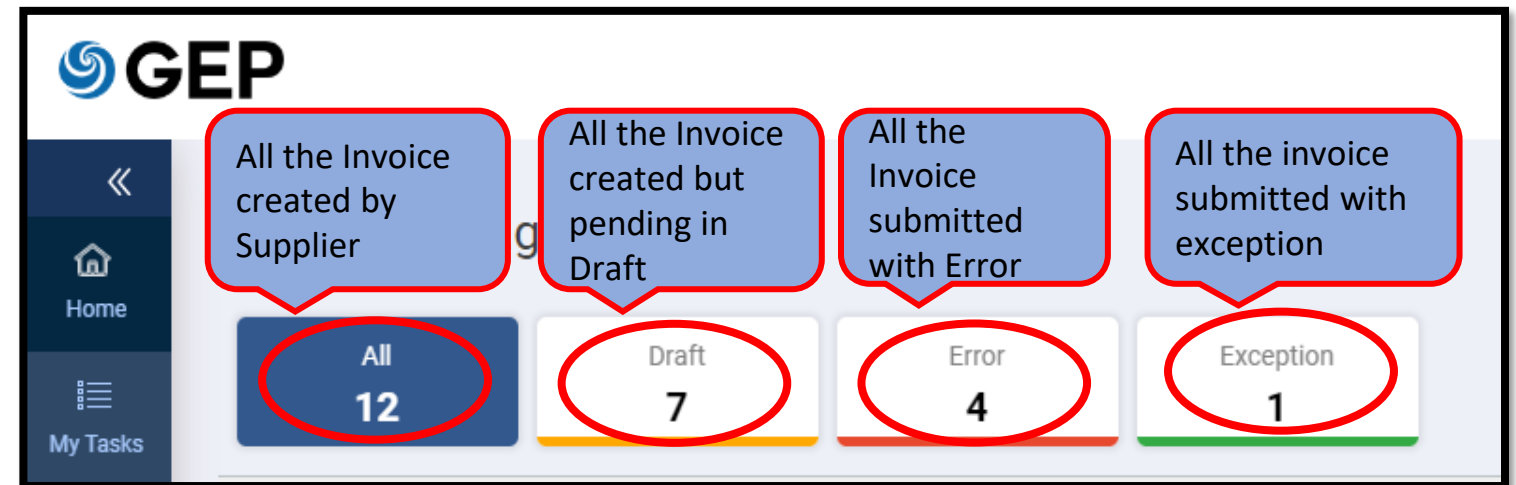 GEP
All the Invoice
created by
Supplier
All the Invoice
created but
pending in
Draft
All the
Invoice
submitted
with Error
All the invoice
submitted with
exception
g
Home
My Tasks
All
12
Draft
7
Error
4
Exception
1